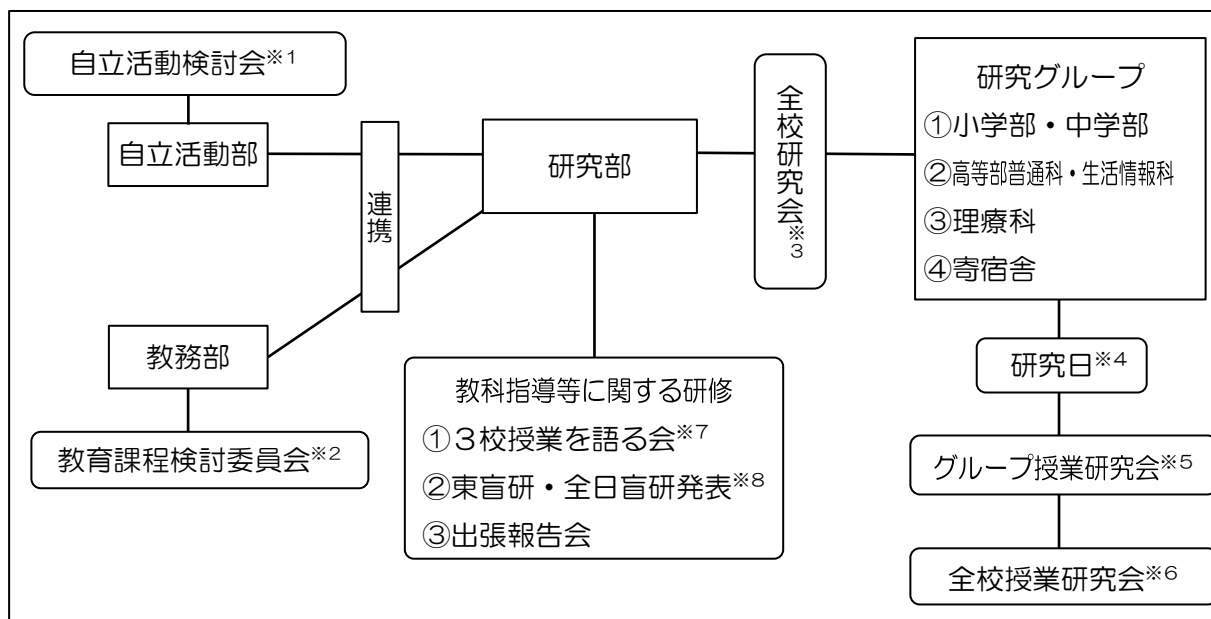 自立活動検討会※1
自立活動部
連携
教務部
教育課程検討委員会※2
研究部
教科指導等に関する研修
①３校授業を語る会※7
②東盲研・全日盲研発表※8
③出張報告会
全校研究会※3
研究グループ
①小学部・中学部
②高等部普通科・生活情報科
③理療科
④寄宿舎
研究日※4
グループ授業研究会※5
全校授業研究会※6